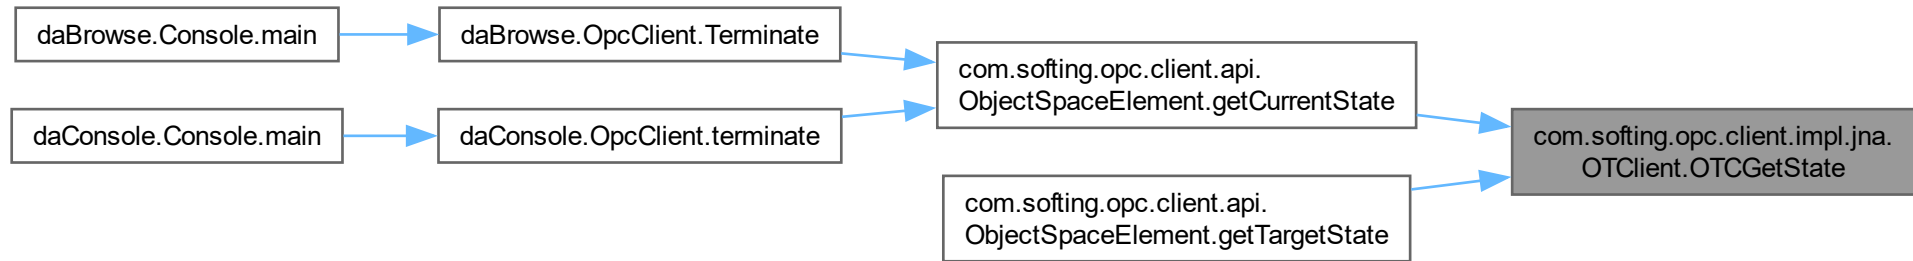 daBrowse.Console.main
daBrowse.OpcClient.Terminate
com.softing.opc.client.api.
ObjectSpaceElement.getCurrentState
daConsole.Console.main
daConsole.OpcClient.terminate
com.softing.opc.client.impl.jna.
OTClient.OTCGetState
com.softing.opc.client.api.
ObjectSpaceElement.getTargetState